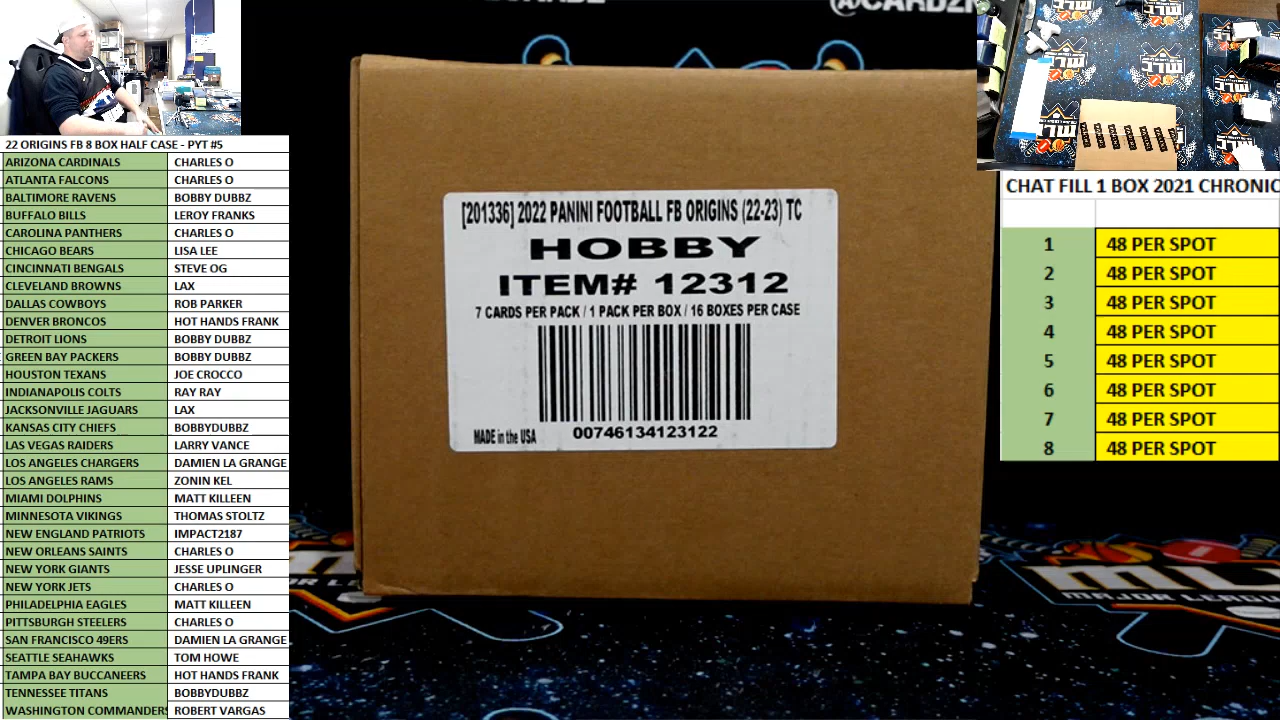 22 ORIGINS FB 8 BOX HALF CASE - PYT #5
ARIZONA CARDINALS CHARLES O
ATLANTA FALCONS CHARLES O
BALTIMORE RAVENS BOBBY DUBBZ
BUFFALO BILLS LEROY FRANKS
CAROLINA PANTHERS CHARLES O
CHICAGO BEARS LISA LEE
CINCINNATI BENGALS STEVE OG
CLEVELAND BROWNS LAX
DALLAS COWBOYS ROB PARKER
DENVER BRONCOS HOT HANDS FRANK
DETROIT LIONS BOBBY DUBBZ
GREEN BAY PACKERS BOBBY DUBBZ
HOUSTON TEXANS JOE CROCCO
INDIANAPOLIS COLTS RAY RAY
JACKSONVILLE JAGUARS LAX
KANSAS CITY CHIEFS BOBBYDUBBZ
LAS VEGAS RAIDERS LARRY VANCE
LOS ANGELES CHARGERS DAMIEN LA GRANGE
LOS ANGELES RAMS ZONIN KEL
MIAMI DOLPHINS MATT KILLEEN
MINNESOTA VIKINGS THOMAS STOLTZ
NEW ENGLAND PATRIOTS IMPACT2187
NEW ORLEANS SAINTS CHARLES O
NEW YORK GIANTS JESSE UPLINGER
NEW YORK JETS CHARLES O
PHILADELPHIA EAGLES MATT KILLEEN
PITTSBURGH STEELERS CHARLES O
SAN FRANCISCO 49ERS DAMIEN LA GRANGE
SEATTLE SEAHAWKS TOM HOWE
TAMPA BAY BUCCANEERS HOT HANDS FRANK
TENNESSEE TITANS BOBBYDUBBZ
WASHINGTON COMMANDERS ROBERT VARGAS
[201336] 2022 PANINI FOOTBALL FB ORIGINS (22-23) TC
HOBBY
ITEM# 12312
7 CARDS PER PACK / 1 PACK PER BOX / 16 BOXES PER CASE
MADE in the USA 00746134123122
CHAT FILL 1 BOX 2021 CHRONIC
1 48 PER SPOT
2 48 PER SPOT
3 48 PER SPOT
4 48 PER SPOT
5 48 PER SPOT
6 48 PER SPOT
7 48 PER SPOT
8 48 PER SPOT
MAJOR LEAG